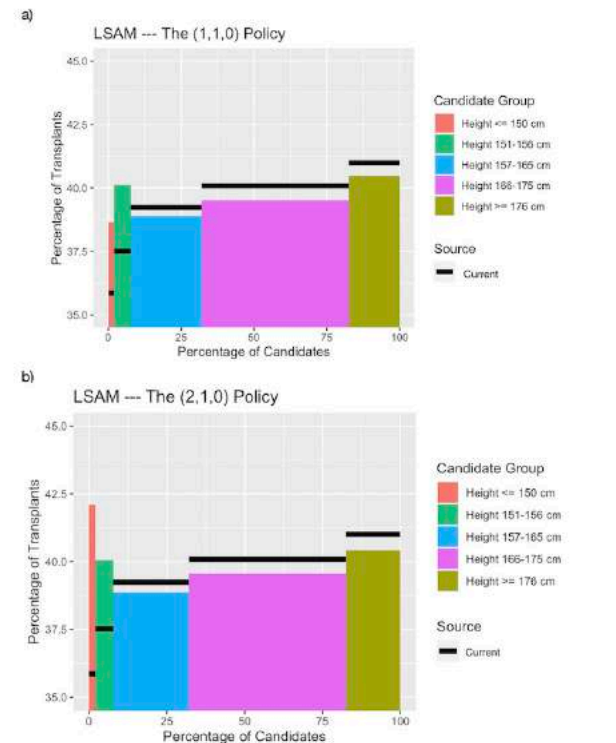 a)
LSAM --- The (1,1,0) Policy
45.0
42.5
40.0
37.5
35.0
Percentage of Transplants
0 25 50 75 100
Percentage of Candidates
Candidate Group
Height <= 150 cm
Height 151-156 cm
Height 157-165 cm
Height 166-175 cm
Height >= 176 cm
Source
Current
b)
LSAM --- The (2,1,0) Policy
45.0
42.5
40.0
37.5
35.0
Percentage of Transplants
0 25 50 75 100
Percentage of Candidates
Candidate Group
Height <= 150 cm
Height 151-156 cm
Height 157-165 cm
Height 166-175 cm
Height >= 176 cm
Source
Current